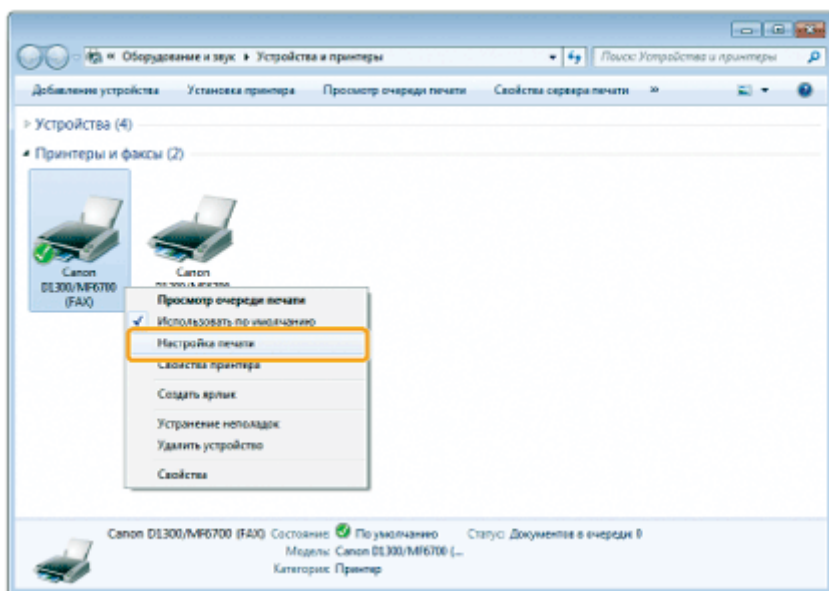 « Оборудование и звук ▸ Устройства и принтеры
Поиск: Устройства и принтеры
Добавление устройства Установка принтера Просмотр очереди печати Свойства сервера печати »
Устройства (4)
Принтеры и факсы (2)
Canon D1300/MF6700 (FAX)
Canon
Просмотр очереди печати
Использовать по умолчанию
Настройка печати
Свойства принтера
Создать ярлык
Устранение неполадок
Удалить устройство
Свойства
Canon D1300/MF6700 (FAX) Состояние: По умолчанию Статус: Документов в очереди: 0
Модель: Canon D1300/MF6700 (...
Категория: Принтер